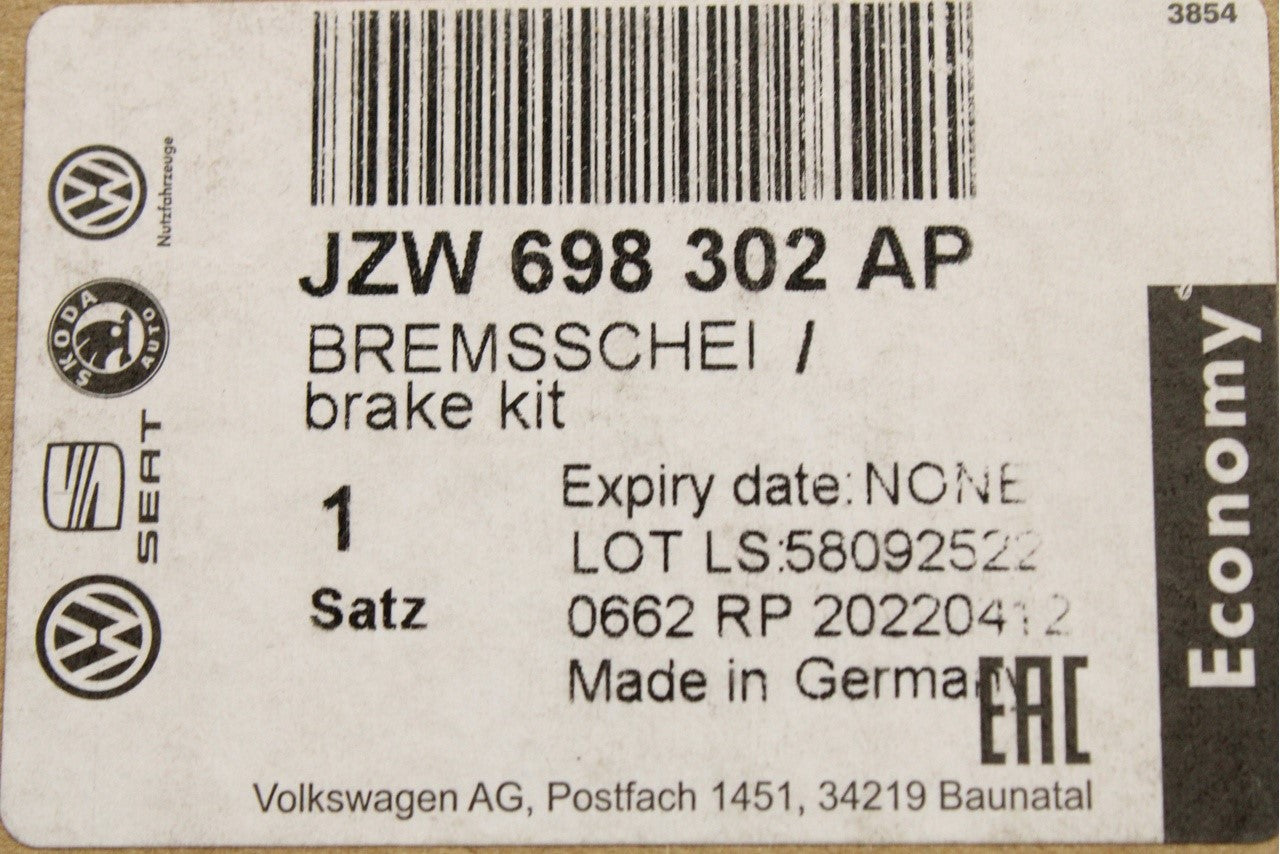 3854
Nutzfahrzeuge
JZW 698 302 AP
SKODA AUTO
BREMSSCHEI /
brake kit
SEAT
1
Satz
Expiry date: NONE
LOT LS:58092522
0662 RP 20220412
Made in Germany
EAC
Economy
Volkswagen AG, Postfach 1451, 34219 Baunatal